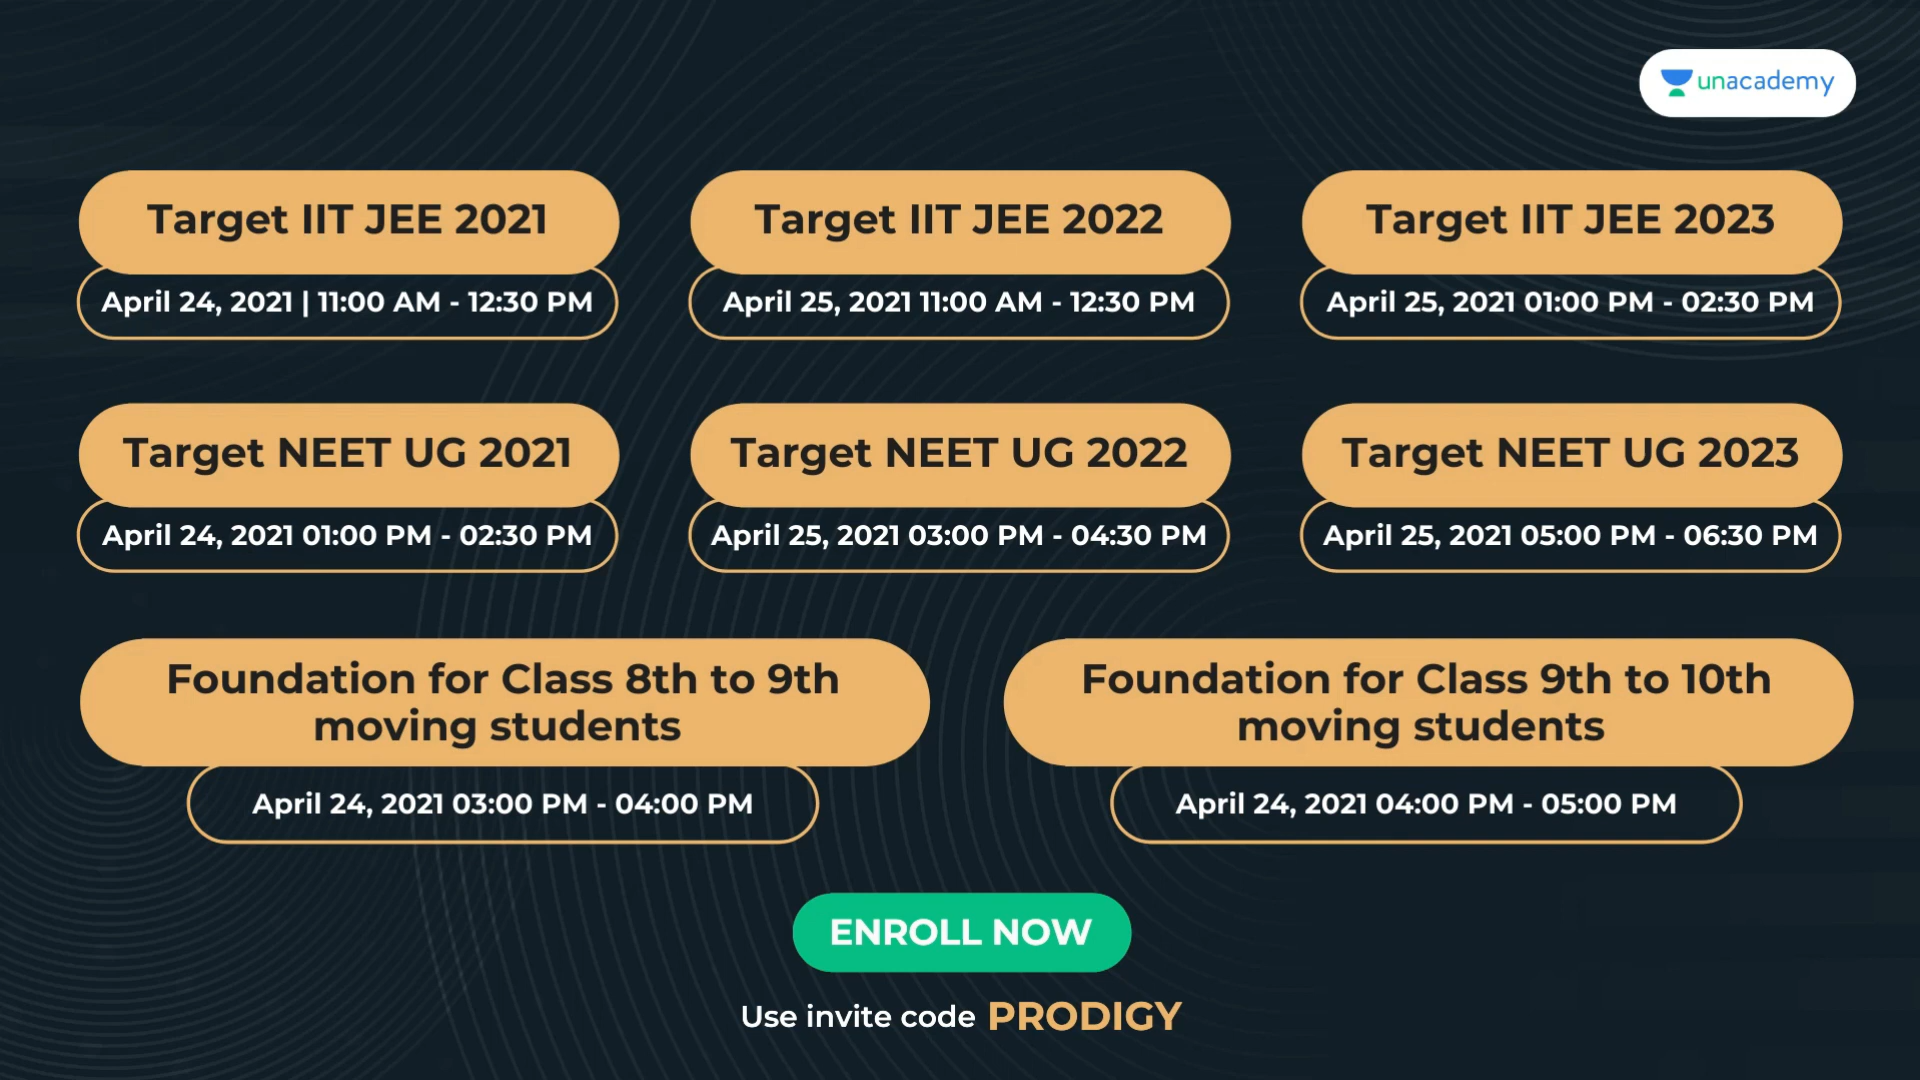 unacademy
Target IIT JEE 2021
April 24, 2021 | 11:00 AM - 12:30 PM
Target IIT JEE 2022
April 25, 2021 11:00 AM - 12:30 PM
Target IIT JEE 2023
April 25, 2021 01:00 PM - 02:30 PM
Target NEET UG 2021
April 24, 2021 01:00 PM - 02:30 PM
Target NEET UG 2022
April 25, 2021 03:00 PM - 04:30 PM
Target NEET UG 2023
April 25, 2021 05:00 PM - 06:30 PM
Foundation for Class 8th to 9th
moving students
April 24, 2021 03:00 PM - 04:00 PM
Foundation for Class 9th to 10th
moving students
April 24, 2021 04:00 PM - 05:00 PM
ENROLL NOW
Use invite code PRODIGY